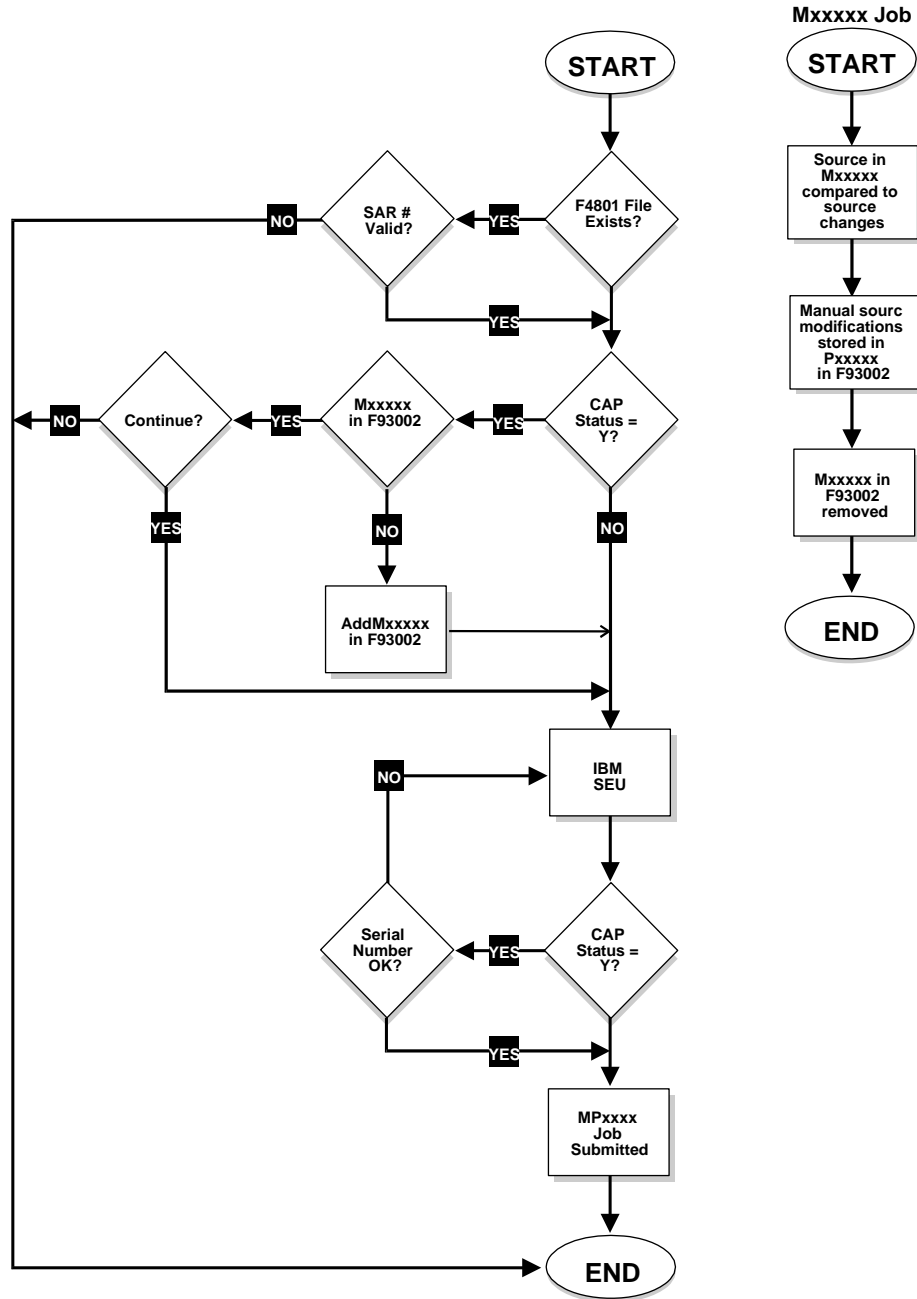 Mxxxxx Job
START
START
Source in
Mxxxxx
compared to
source
changes
F4801 File
Exists?
YES
SAR #
Valid?
NO
YES
Manual sourc
modifications
stored in
Pxxxxx
in F93002
CAP
Status =
Y?
YES
Mxxxxx
in F93002
YES
Continue?
NO
Mxxxxx in
F93002
removed
YES
NO
NO
AddMxxxxx
in F93002
END
IBM
SEU
NO
CAP
Status =
Y?
YES
Serial
Number
OK?
YES
MPxxxx
Job
Submitted
END